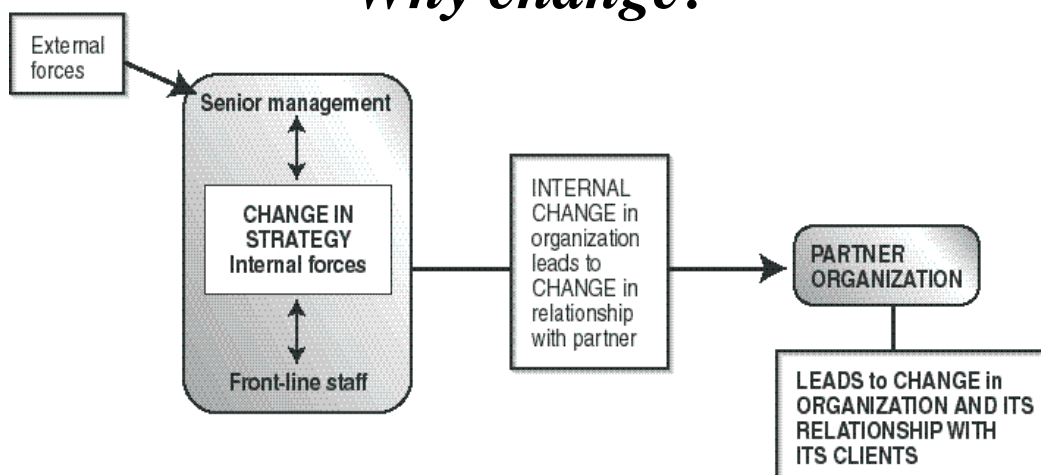 Why change?
External
forces
Senior management
CHANGE IN
STRATEGY
Internal forces
Front-line staff
INTERNAL
CHANGE in
organization
leads to
CHANGE in
relationship
with partner
PARTNER
ORGANIZATION
LEADS to CHANGE in
ORGANIZATION AND ITS
RELATIONSHIP WITH
ITS CLIENTS